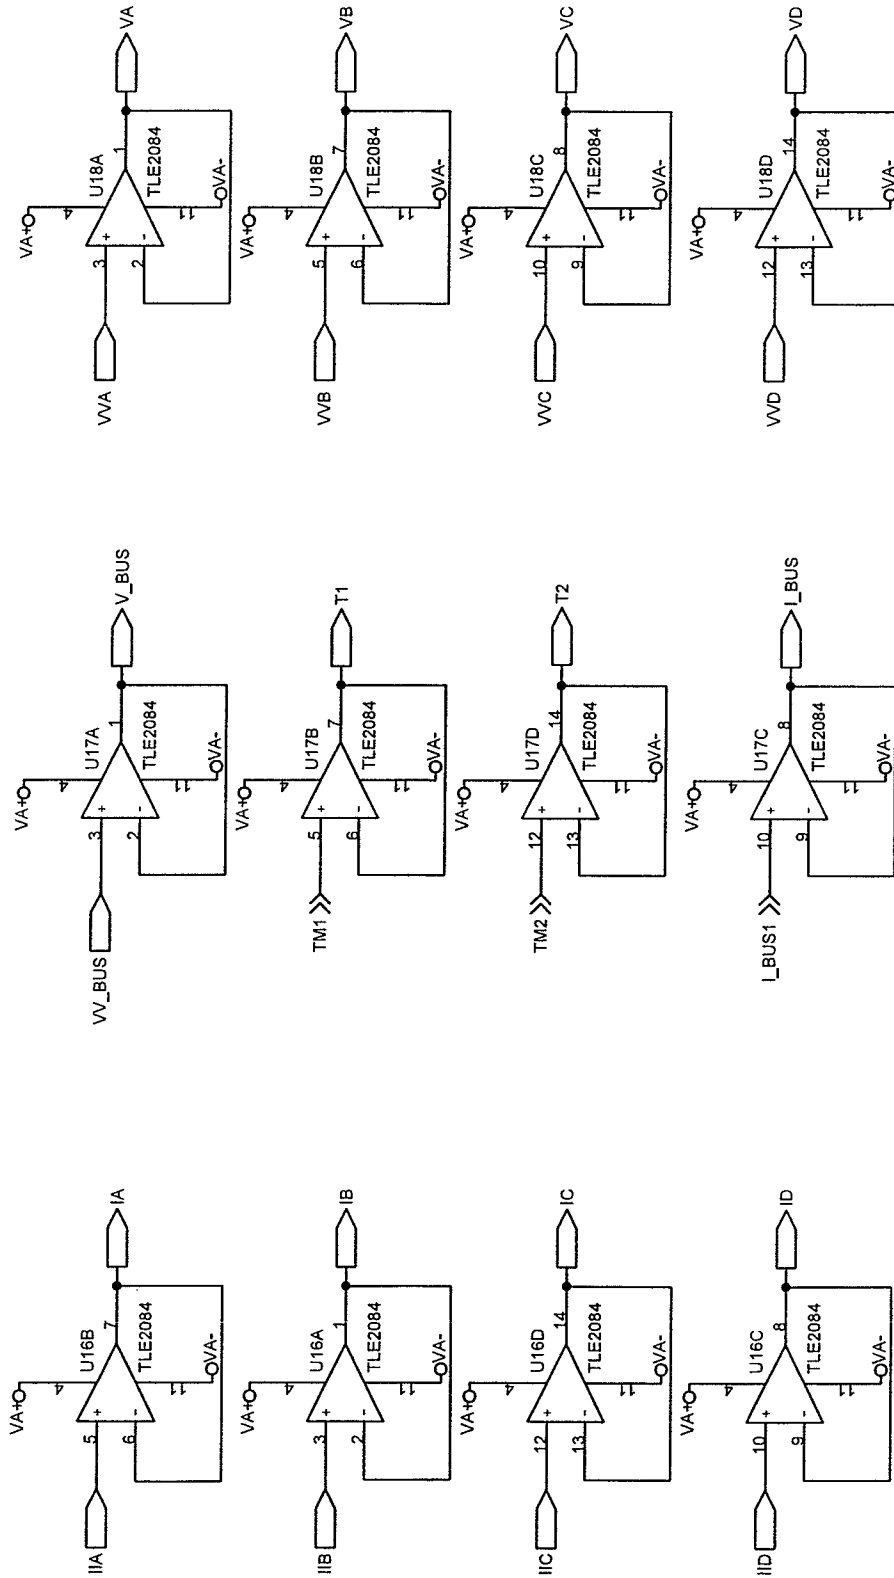 IIA
VA+
4
U16B
5
+
7
IA
6
-
TLE2084
11
VA-
IIB
VA+
4
U16A
3
+
1
IB
2
-
TLE2084
11
VA-
IIC
VA+
4
U16D
12
+
14
IC
13
-
TLE2084
11
VA-
IID
VA+
4
U16C
10
+
8
ID
9
-
TLE2084
11
VA-
VV_BUS
VA+
4
U17A
3
+
1
V_BUS
2
-
TLE2084
11
VA-
TM1
VA+
4
U17B
5
+
7
T1
6
-
TLE2084
11
VA-
TM2
VA+
4
U17D
12
+
14
T2
13
-
TLE2084
11
VA-
I_BUS1
VA+
4
U17C
10
+
8
I_BUS
9
-
TLE2084
11
VA-
VVA
VA+
4
U18A
3
+
1
VA
2
-
TLE2084
11
VA-
VVB
VA+
4
U18B
5
+
7
VB
6
-
TLE2084
11
VA-
VVC
VA+
4
U18C
10
+
8
VC
9
-
TLE2084
11
VA-
VVD
VA+
4
U18D
12
+
14
VD
13
-
TLE2084
11
VA-